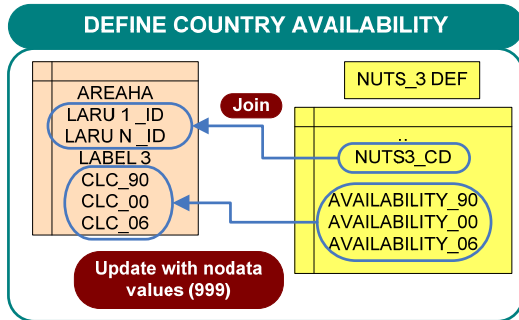 DEFINE COUNTRY AVAILABILITY
AREAHA
LARU 1 _ID
LARU N _ID
LABEL 3
CLC_90
CLC_00
CLC_06
Join
Update with nodata
values (999)
NUTS_3 DEF
..
NUTS3_CD
AVAILABILITY_90
AVAILABILITY_00
AVAILABILITY_06